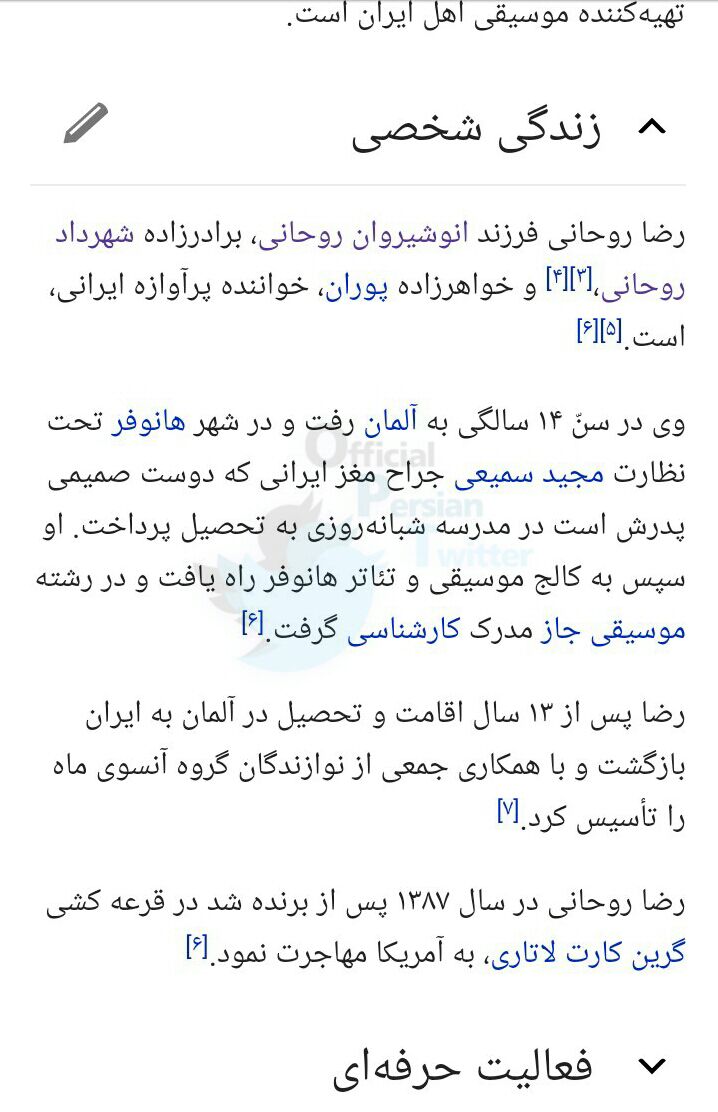 تهیه‌کننده موسیقی اهل ایران است.
زندگی شخصی
رضا روحانی فرزند انوشیروان روحانی، برادرزاده شهرداد
روحانی،[۳][۴] و خواهرزاده پوران، خواننده پرآوازه ایرانی،
است.[۵][۶]
وی در سنّ ۱۴ سالگی به آلمان رفت و در شهر هانوفر تحت
نظارت مجید سمیعی جراح مغز ایرانی که دوست صمیمی
پدرش است در مدرسه شبانه‌روزی به تحصیل پرداخت. او
سپس به کالج موسیقی و تئاتر هانوفر راه یافت و در رشته
موسیقی جاز مدرک کارشناسی گرفت.[۶]
Official
Persian
Twitter
رضا پس از ۱۳ سال اقامت و تحصیل در آلمان به ایران
بازگشت و با همکاری جمعی از نوازندگان گروه آنسوی ماه
را تأسیس کرد.[۷]
رضا روحانی در سال ۱۳۸۷ پس از برنده شد در قرعه کشی
گرین کارت لاتاری، به آمریکا مهاجرت نمود.[۶]
فعالیت حرفه‌ای